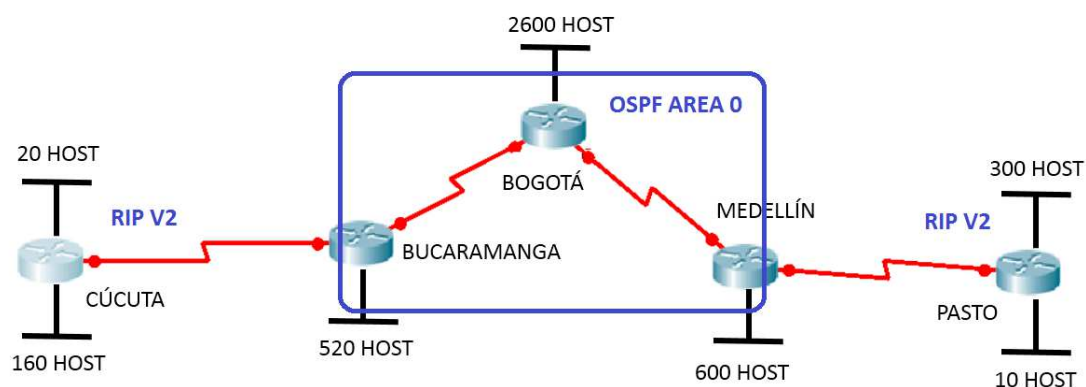 2600 HOST
OSPF AREA 0
20 HOST
300 HOST
BOGOTÁ
RIP V2
MEDELLÍN
RIP V2
BUCARAMANGA
CÚCUTA
PASTO
520 HOST
160 HOST
600 HOST
10 HOST